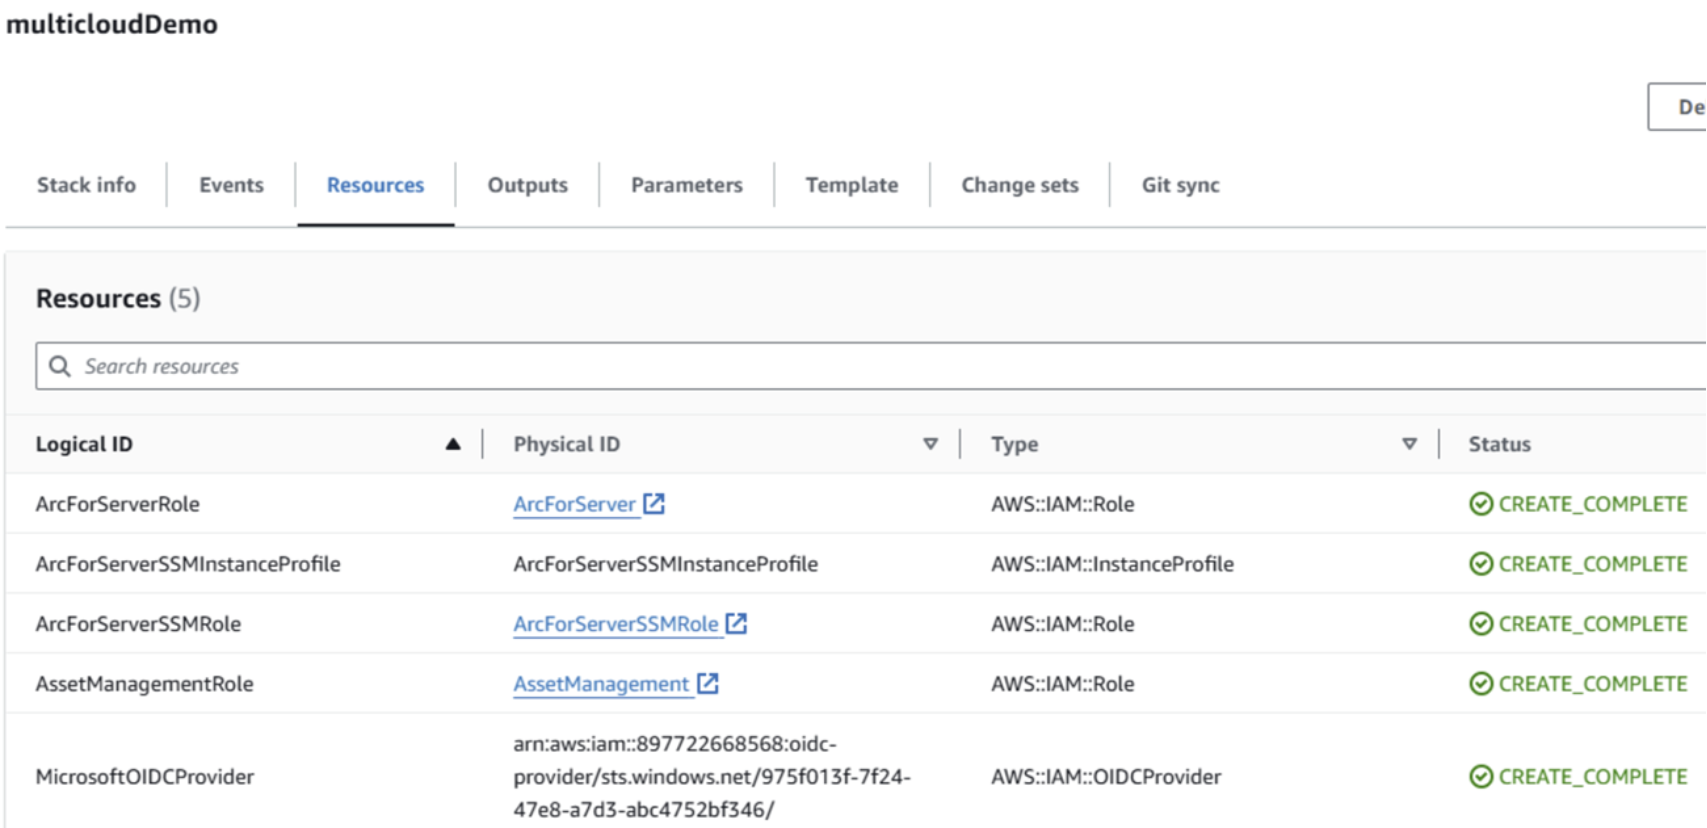 multicloudDemo
De
Stack info Events Resources Outputs Parameters Template Change sets Git sync
Resources (5)
Search resources
Logical ID Physical ID Type Status
ArcForServerRole ArcForServer AWS::IAM::Role CREATE_COMPLETE
ArcForServerSSMInstanceProfile ArcForServerSSMInstanceProfile AWS::IAM::InstanceProfile CREATE_COMPLETE
ArcForServerSSMRole ArcForServerSSMRole AWS::IAM::Role CREATE_COMPLETE
AssetManagementRole AssetManagement AWS::IAM::Role CREATE_COMPLETE
arn:aws:iam::897722668568:oidc-
MicrosoftOIDCProvider provider/sts.windows.net/975f013f-7f24- AWS::IAM::OIDCProvider CREATE_COMPLETE
47e8-a7d3-abc4752bf346/